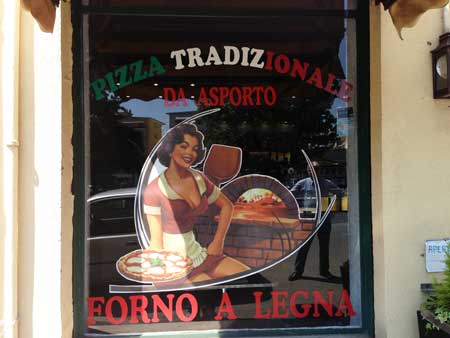 PIZZA TRADIZIONALE
DA ASPORTO
FORNO A LEGNA